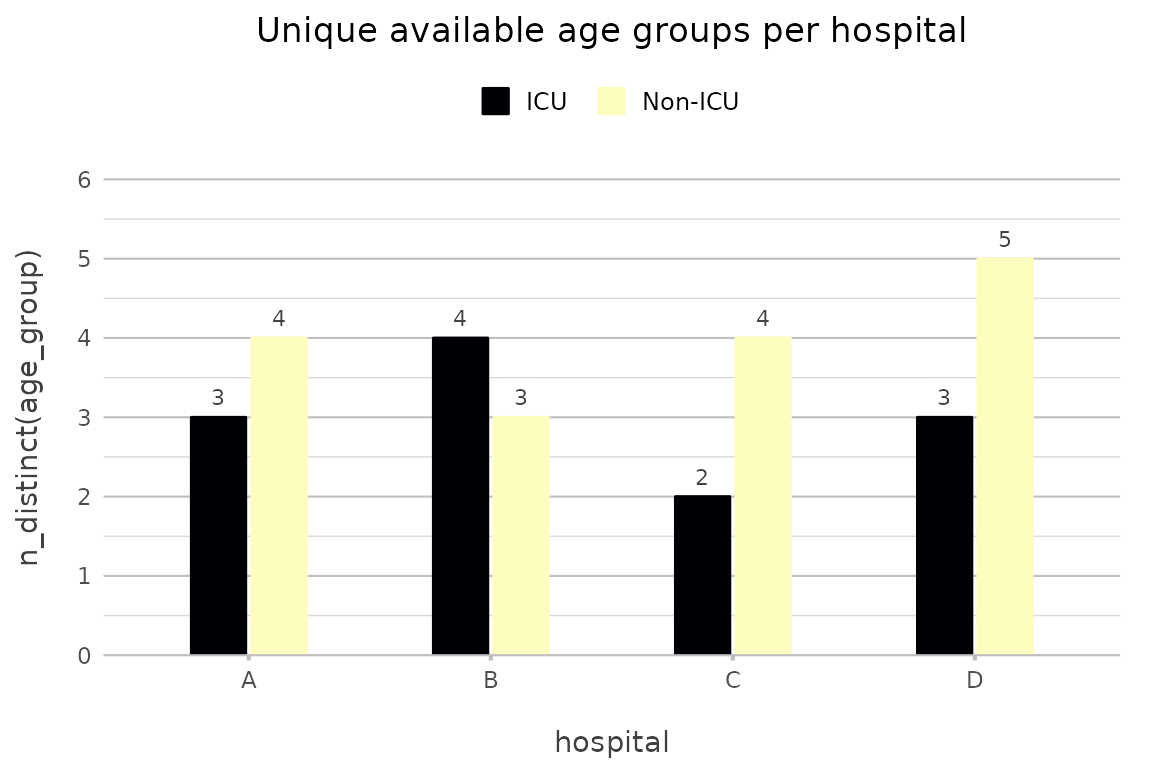 Unique available age groups per hospital
ICU Non-ICU
n_distinct(age_group)
6
5
4
3
2
1
0
3 4 4 3 2 4 3 5
A B C D
hospital